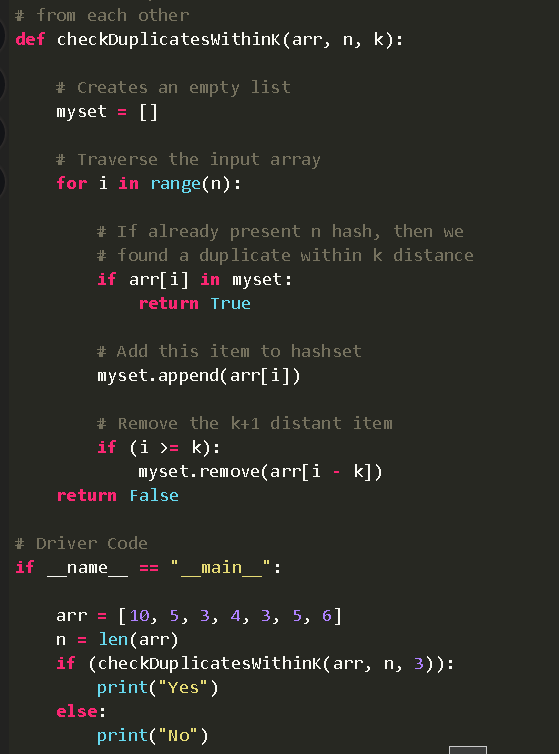 # from each other
def checkDuplicatesWithinK(arr, n, k):
    # Creates an empty list
    myset = []
    # Traverse the input array
    for i in range(n):
        # If already present n hash, then we
        # found a duplicate within k distance
        if arr[i] in myset:
            return True
        # Add this item to hashset
        myset.append(arr[i])
        # Remove the k+1 distant item
        if (i >= k):
            myset.remove(arr[i - k])
    return False
# Driver Code
if __name__ == "__main__":
    arr = [10, 5, 3, 4, 3, 5, 6]
    n = len(arr)
    if (checkDuplicatesWithinK(arr, n, 3)):
        print("Yes")
    else:
        print("No")